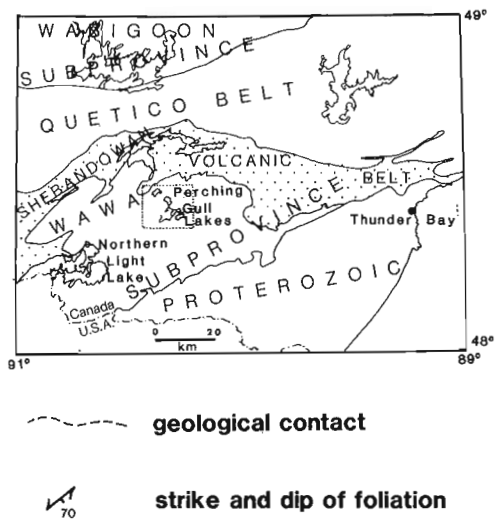 49°
WABIGOON
SUBPROVINCE
QUETICO BELT
SHEBANDOWAN
VOLCANIC
BELT
WAWA
Perching
Gull
Lakes
SUBPROVINCE
Thunder Bay
Northern
Light
Lake
PROTEROZOIC
Canada
U.S.A.
0 20
km
48°
91° 89°
geological contact
70 strike and dip of foliation